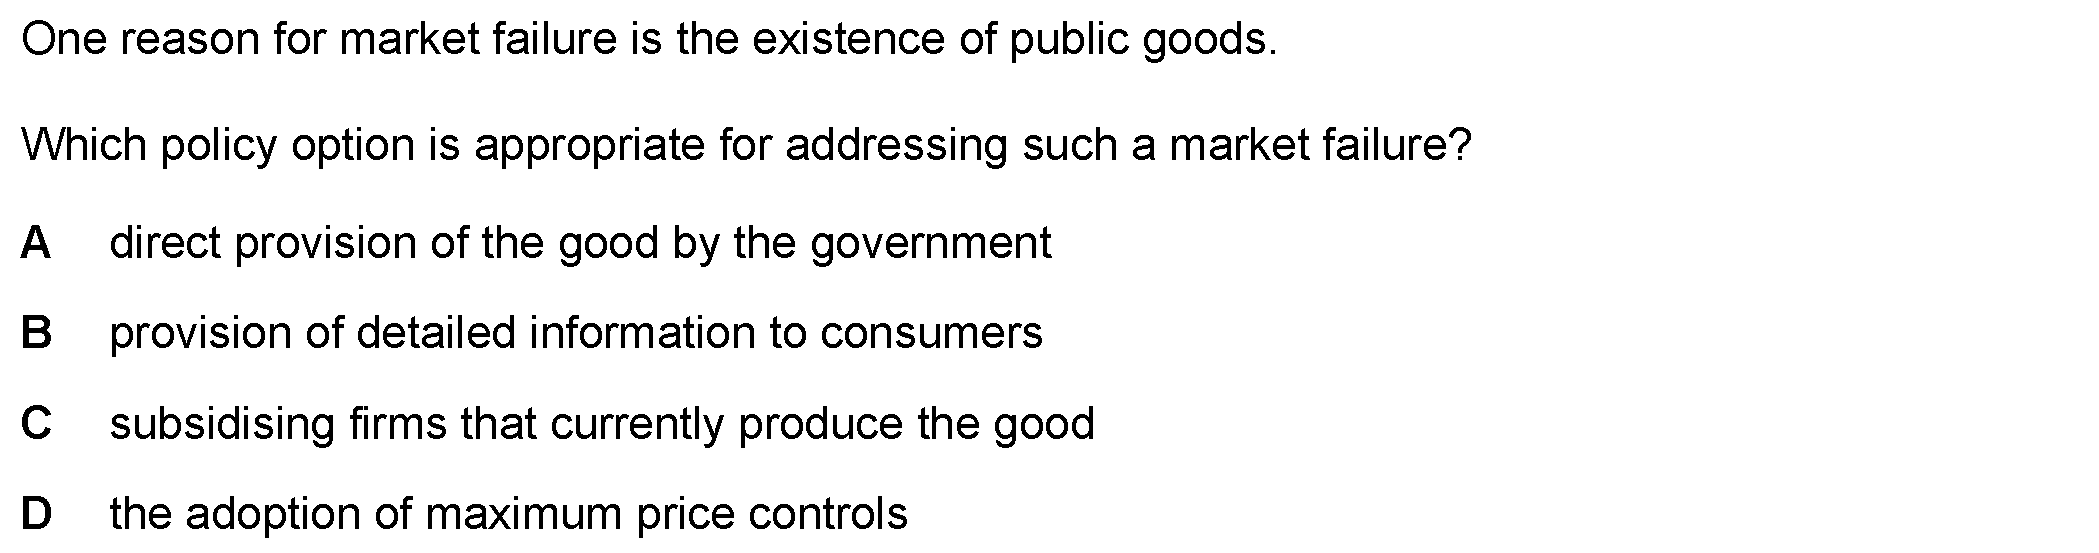 One reason for market failure is the existence of public goods.
Which policy option is appropriate for addressing such a market failure?
A direct provision of the good by the government
B provision of detailed information to consumers
C subsidising firms that currently produce the good
D the adoption of maximum price controls